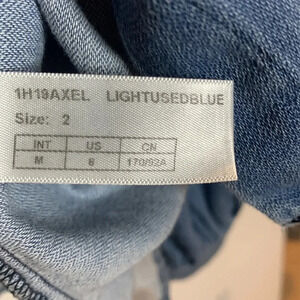 1H19AXEL LIGHTUSEDBLUE
Size: 2
INT US CN
M 6 170/92A